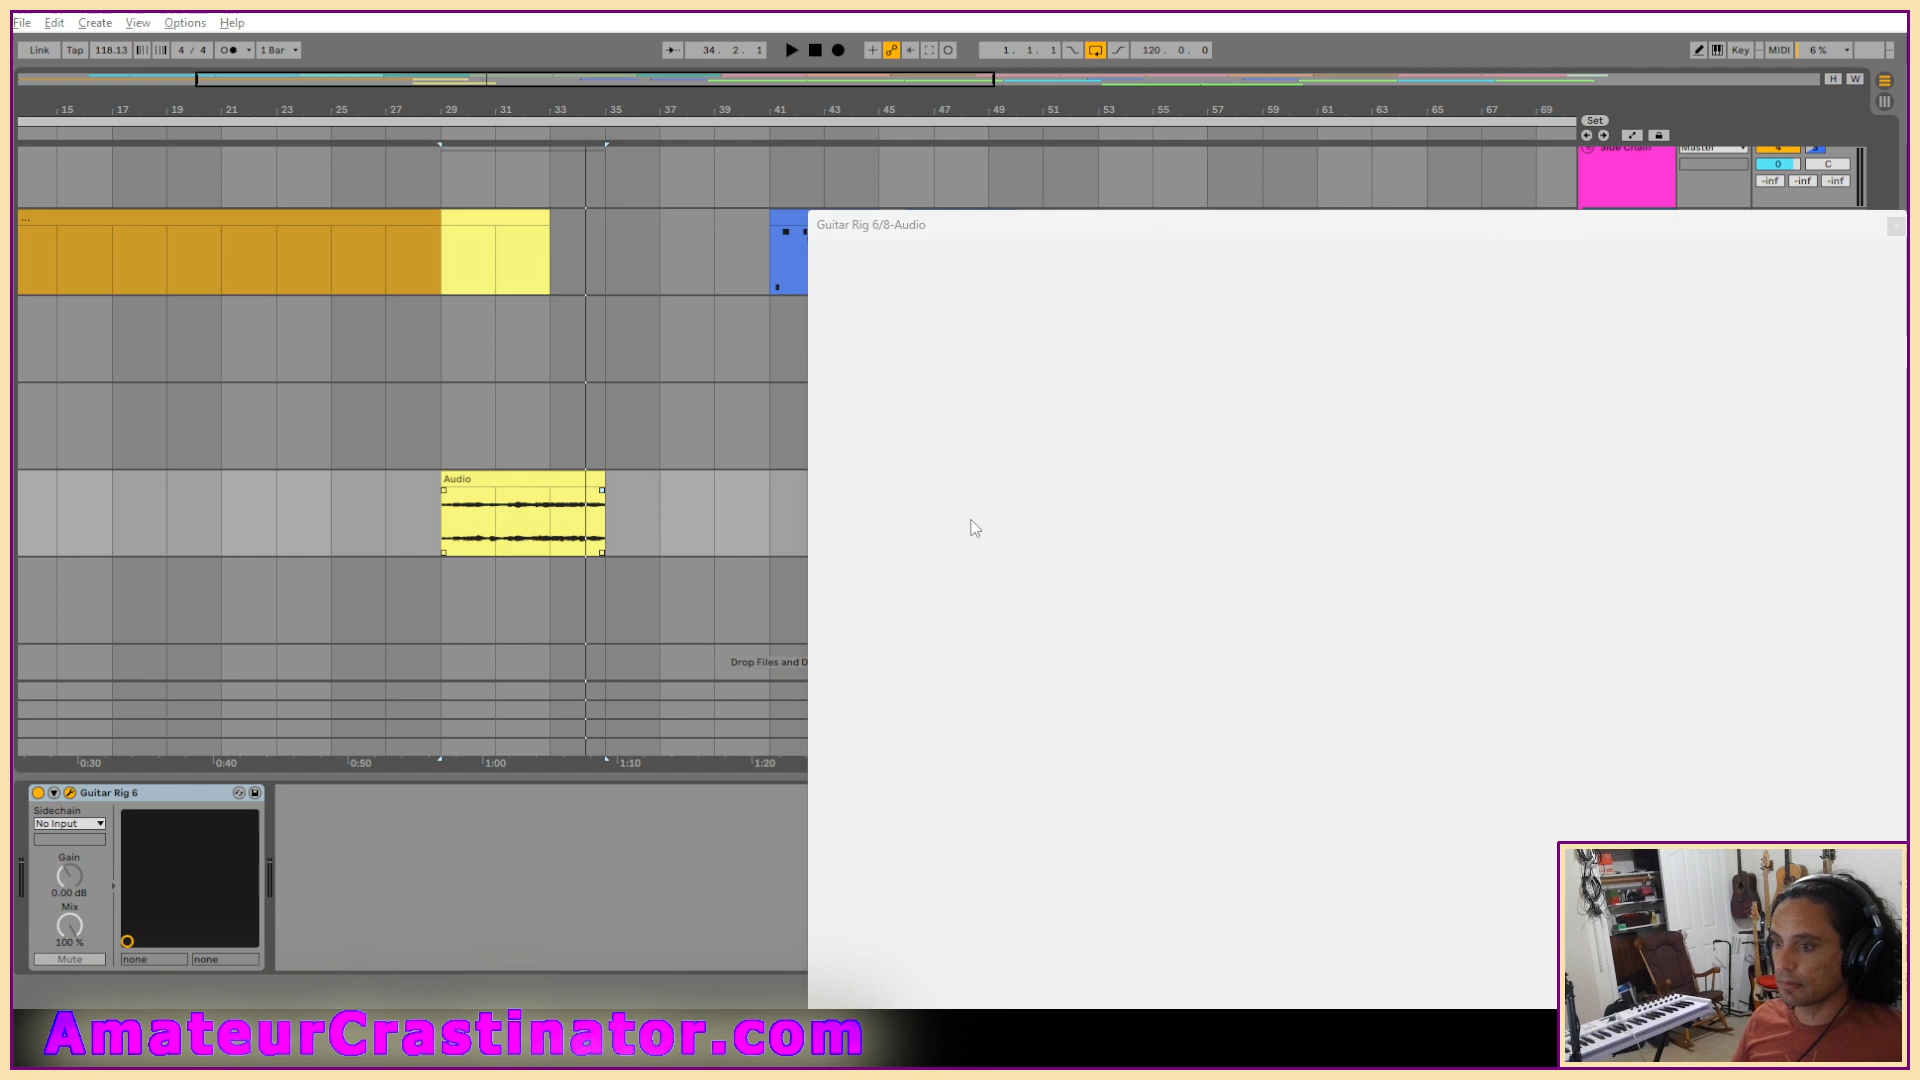 File Edit Create View Options Help
Link Tap 118.13 4 / 4 1 Bar 34. 2. 1 1. 1. 1 120. 0. 0 Key MIDI 6 %
H W
15 17 19 21 23 25 27 29 31 33 35 37 39 41 43 45 47 49 51 53 55 57 59 61 63 65 67 69
Set
Side Chain Master
0 C
-inf -inf -inf
...
Guitar Rig 6/8-Audio
Audio
Drop Files and D
0:30 0:40 0:50 1:00 1:10 1:20
Guitar Rig 6
Sidechain
No Input
Gain
0.00 dB
Mix
100 %
Mute none none
AmateurCrastinator.com